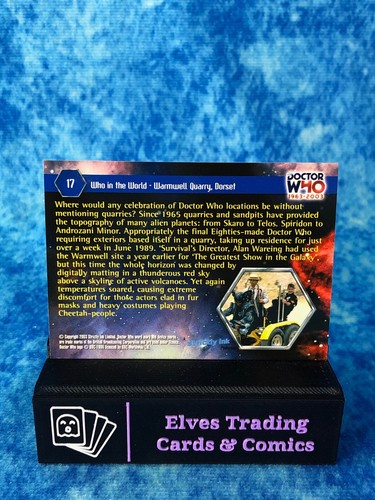 17
Who in the World - Warmwell Quarry, Dorset
DOCTOR
WHO
1963-2003
Where would any celebration of Doctor Who locations be without
mentioning quarries? Since 1965 quarries and sandpits have provided
the topography of many alien planets: from Skaro to Telos, Spiridon to
Androzani Minor. Appropriately the final Eighties-made Doctor Who
requiring exteriors based itself in a quarry, taking up residence for just
over a week in June 1989. 'Survival's Director, Alan Wareing had used
the Warmwell site a year earlier for 'The Greatest Show in the Galaxy',
but this time the whole horizon was changed by
digitally matting in a thunderous red sky
above a skyline of active volcanoes. Yet again
temperatures soared, causing extreme
discomfort for those actors clad in fur
masks and heavy costumes playing
Cheetah-people.
Ink
Elves Trading
Cards & Comics